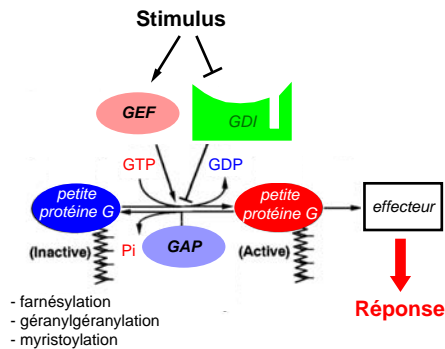 Stimulus
GEF
GDI
GTP
GDP
petite
protéine G
petite
protéine G
effecteur
(Inactive)
Pi
GAP
(Active)
Réponse
- farnésylation
- géranylgéranylation
- myristoylation